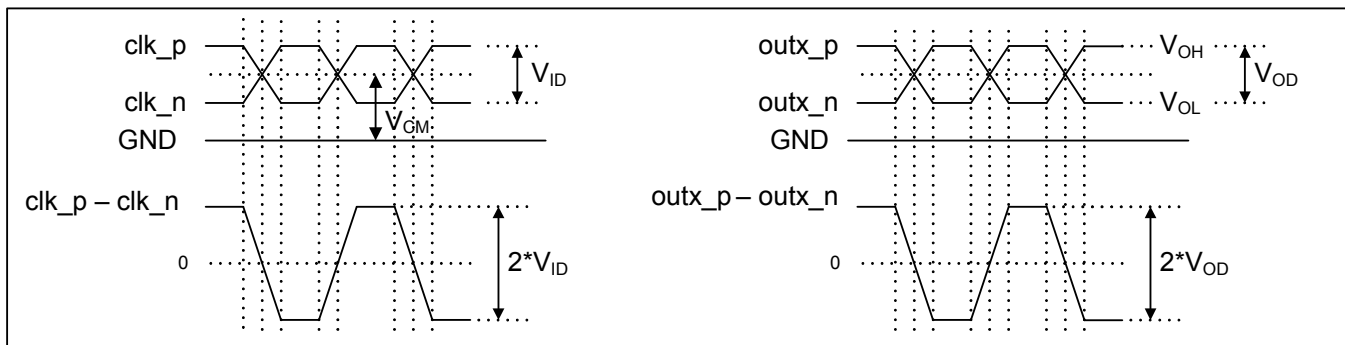 clk_p
V_ID
clk_n
V_CM
GND
clk_p – clk_n
2*V_ID
0
outx_p
V_OH
V_OD
outx_n
V_OL
GND
outx_p – outx_n
2*V_OD
0